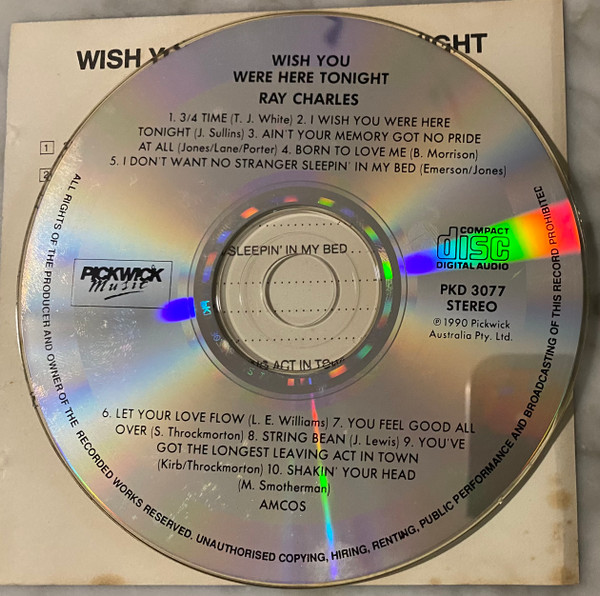 WISH
GHT
WISH YOU
WERE HERE TONIGHT
RAY CHARLES
1. 3/4 TIME (T. J. White) 2. I WISH YOU WERE HERE
TONIGHT (J. Sullins) 3. AIN'T YOUR MEMORY GOT NO PRIDE
AT ALL (Jones/Lane/Porter) 4. BORN TO LOVE ME (B. Morrison)
5. I DON'T WANT NO STRANGER SLEEPIN' IN MY BED (Emerson/Jones)
1
2
SLEEPIN' IN MY BED
ACT IN
PICKWICK
Music
COMPACT
disc
DIGITAL AUDIO
PKD 3077
STEREO
℗ 1990 Pickwick
Australia Pty. Ltd.
6. LET YOUR LOVE FLOW (L. E. Williams) 7. YOU FEEL GOOD ALL
OVER (S. Throckmorton) 8. STRING BEAN (J. Lewis) 9. YOU'VE
GOT THE LONGEST LEAVING ACT IN TOWN
(Kirb/Throckmorton) 10. SHAKIN' YOUR HEAD
(M. Smotherman)
AMCOS
ALL RIGHTS OF THE PRODUCER AND OWNER OF THE RECORDED WORKS RESERVED. UNAUTHORISED COPYING, HIRING, RENTING, PUBLIC PERFORMANCE AND BROADCASTING OF THIS RECORD PROHIBITED